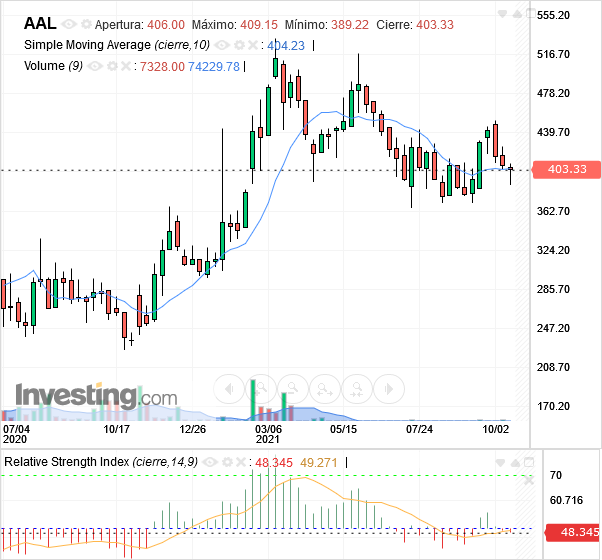 AAL Apertura: 406.00 Máximo: 409.15 Mínimo: 389.22 Cierre: 403.33
Simple Moving Average (cierre,10) : 404.23
Volume (9) : 7328.00 74229.78
555.20
516.70
478.20
439.70
403.33
362.70
324.20
285.70
247.20
208.70
170.20
Investing.com
07/04 10/17 12/26 03/06 05/15 07/24 10/02
2020 2021
Relative Strength Index (cierre,14,9) : 48.345 49.271
70
60.716
48.345